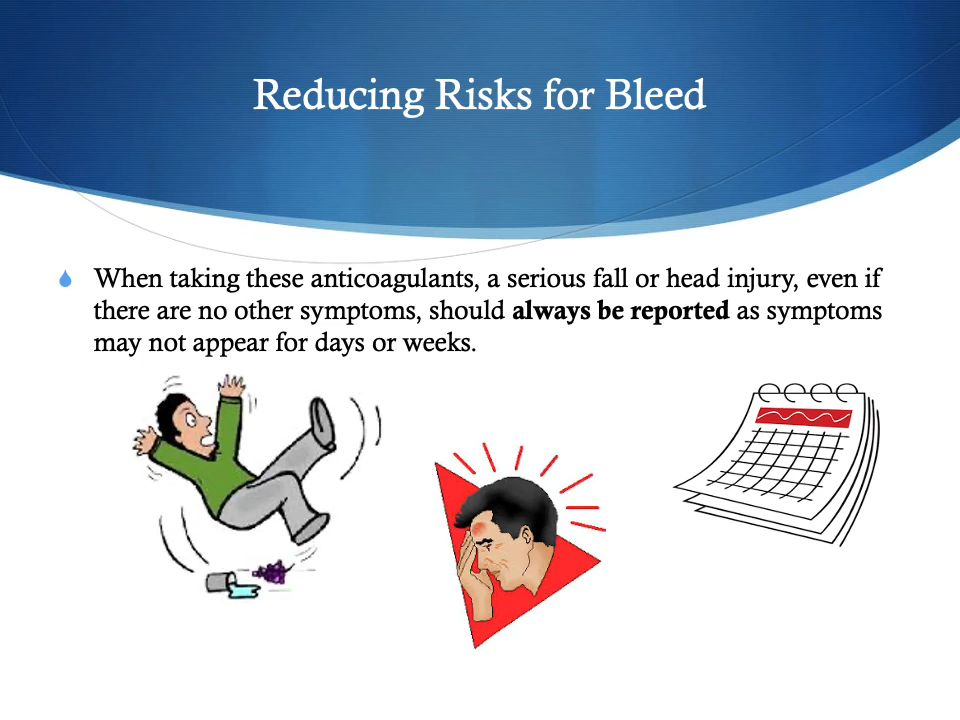 Reducing Risks for Bleed
When taking these anticoagulants, a serious fall or head injury, even if
there are no other symptoms, should always be reported as symptoms
may not appear for days or weeks.